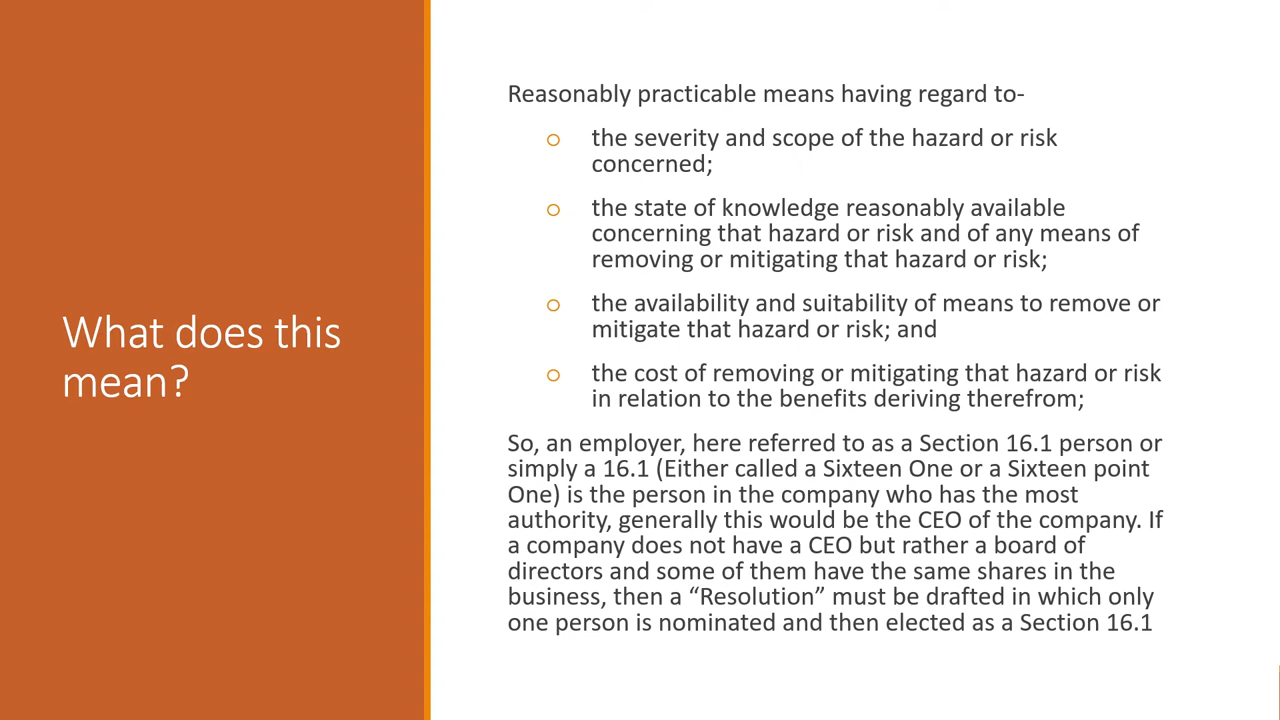 What does this
mean?
Reasonably practicable means having regard to-
the severity and scope of the hazard or risk
concerned;
the state of knowledge reasonably available
concerning that hazard or risk and of any means of
removing or mitigating that hazard or risk;
the availability and suitability of means to remove or
mitigate that hazard or risk; and
the cost of removing or mitigating that hazard or risk
in relation to the benefits deriving therefrom;
So, an employer, here referred to as a Section 16.1 person or
simply a 16.1 (Either called a Sixteen One or a Sixteen point
One) is the person in the company who has the most
authority, generally this would be the CEO of the company. If
a company does not have a CEO but rather a board of
directors and some of them have the same shares in the
business, then a “Resolution” must be drafted in which only
one person is nominated and then elected as a Section 16.1